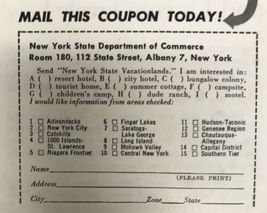 MAIL THIS COUPON TODAY!
New York State Department of Commerce
Room 180, 112 State Street, Albany 7, New York
Send "New York State Vacationlands." I am interested in:
A ( ) resort hotel, B ( ) city hotel, C ( ) bungalow colony,
D ( ) tourist home, E ( ) summer cottage, F ( ) campsite,
G ( ) children's camp, H ( ) dude ranch, I ( ) motel.
I would like information from areas checked:
1 □ Adirondacks 6 □ Finger Lakes 11 □ Hudson-Taconic
2 □ New York City 7 □ Saratoga- 12 □ Genesee Region
3 □ Catskills Lake George 13 □ Chautauqua-
4 □ 1000 Islands- 8 □ Long Island Allegany
St. Lawrence 9 □ Mohawk Valley 14 □ Capital District
5 □ Niagara Frontier 10 □ Central New York 15 □ Southern Tier
Name
(PLEASE PRINT)
Address
City Zone State